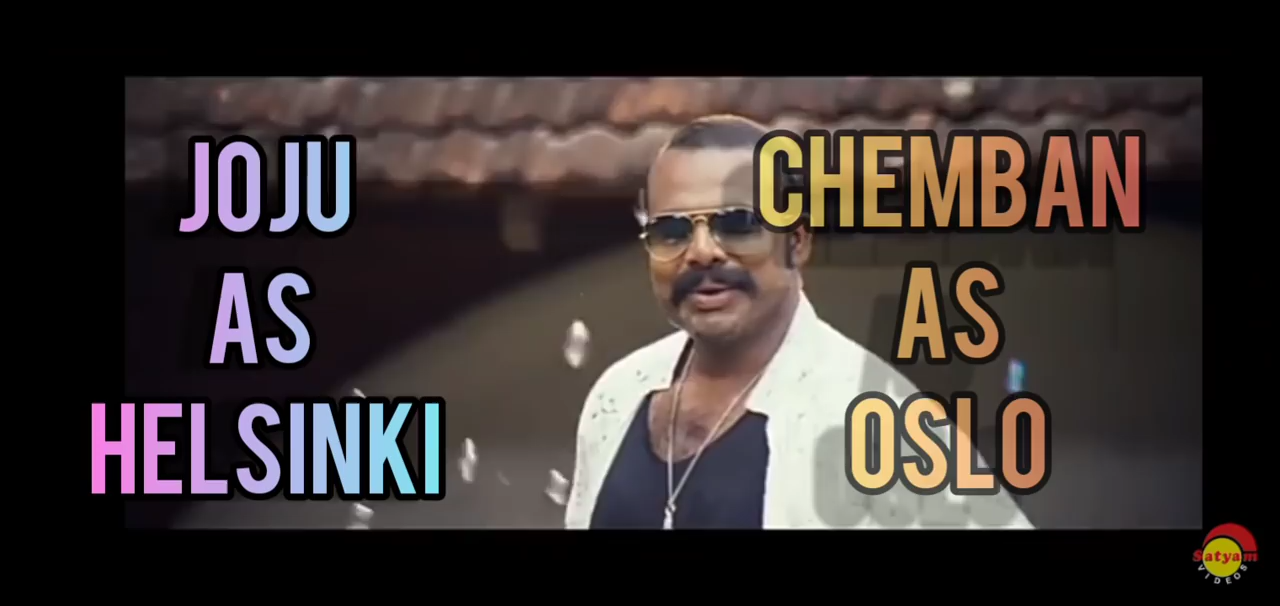 JOJU
AS
HELSINKI
CHEMBAN
AS
OSLO
Satyam
VIDEOS